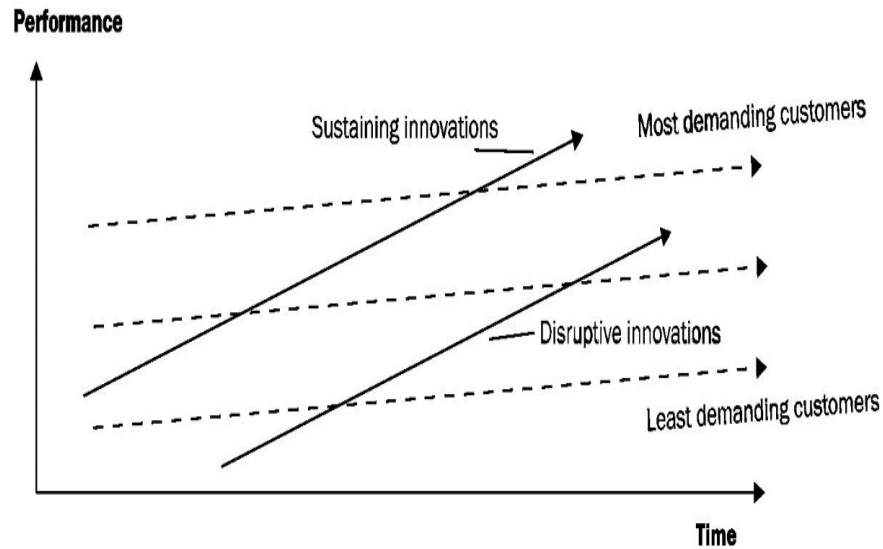 Performance
Sustaining innovations
Most demanding customers
Disruptive innovations
Least demanding customers
Time